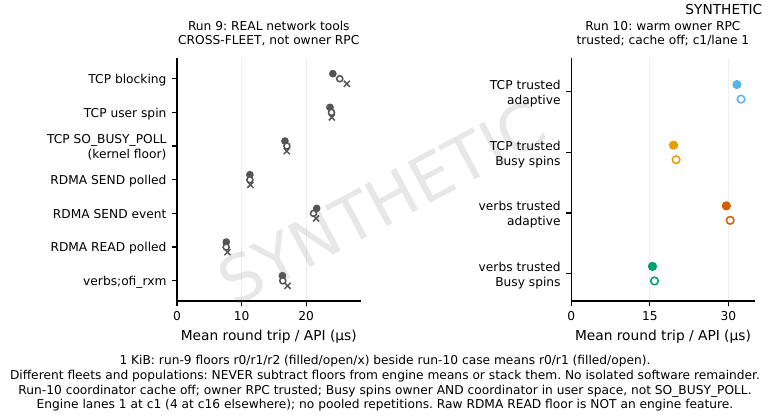 SYNTHETIC
Run 9: REAL network tools
CROSS-FLEET, not owner RPC
TCP blocking
TCP user spin
TCP SO_BUSY_POLL
(kernel floor)
RDMA SEND polled
RDMA SEND event
RDMA READ polled
verbs;ofi_rxm
0 10 20
Mean round trip / API (µs)
Run 10: warm owner RPC
trusted; cache off; c1/lane 1
TCP trusted
adaptive
TCP trusted
Busy spins
verbs trusted
adaptive
verbs trusted
Busy spins
0 15 30
Mean round trip / API (µs)
SYNTHETIC
1 KiB: run-9 floors r0/r1/r2 (filled/open/x) beside run-10 case means r0/r1 (filled/open).
Different fleets and populations: NEVER subtract floors from engine means or stack them. No isolated software remainder.
Run-10 coordinator cache off; owner RPC trusted; Busy spins owner AND coordinator in user space, not SO_BUSY_POLL.
Engine lanes 1 at c1 (4 at c16 elsewhere); no pooled repetitions. Raw RDMA READ floor is NOT an engine feature.